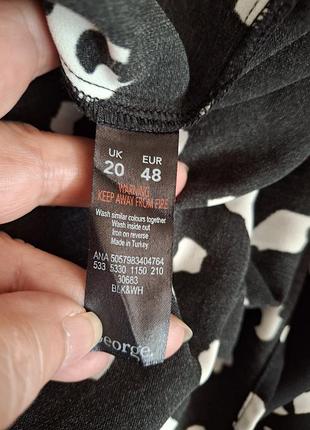 UK EUR
20 48
WARNING
KEEP AWAY FROM FIRE
Wash similar colours together
Wash inside out
Iron on reverse
Made in Turkey
ANA 5057983404764
533 5330 1150 210
30683
BLK&WH
George.